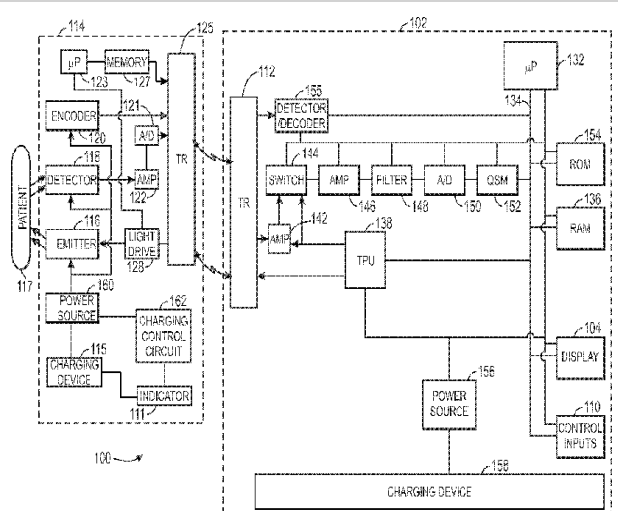 114
125
102
µP
123
MEMORY
127
112
µP
132
134
ENCODER
120
121
A/D
DETECTOR
/DECODER
144
154
ROM
118
DETECTOR
AMP
122
TR
TR
SWITCH
AMP
146
FILTER
148
A/D
150
QSM
152
136
RAM
PATIENT
117
116
EMITTER
LIGHT
DRIVE
128
AMP
142
138
TPU
160
POWER
SOURCE
162
CHARGING
CONTROL
CIRCUIT
115
CHARGING
DEVICE
INDICATOR
111
156
POWER
SOURCE
104
DISPLAY
110
CONTROL
INPUTS
100
158
CHARGING DEVICE